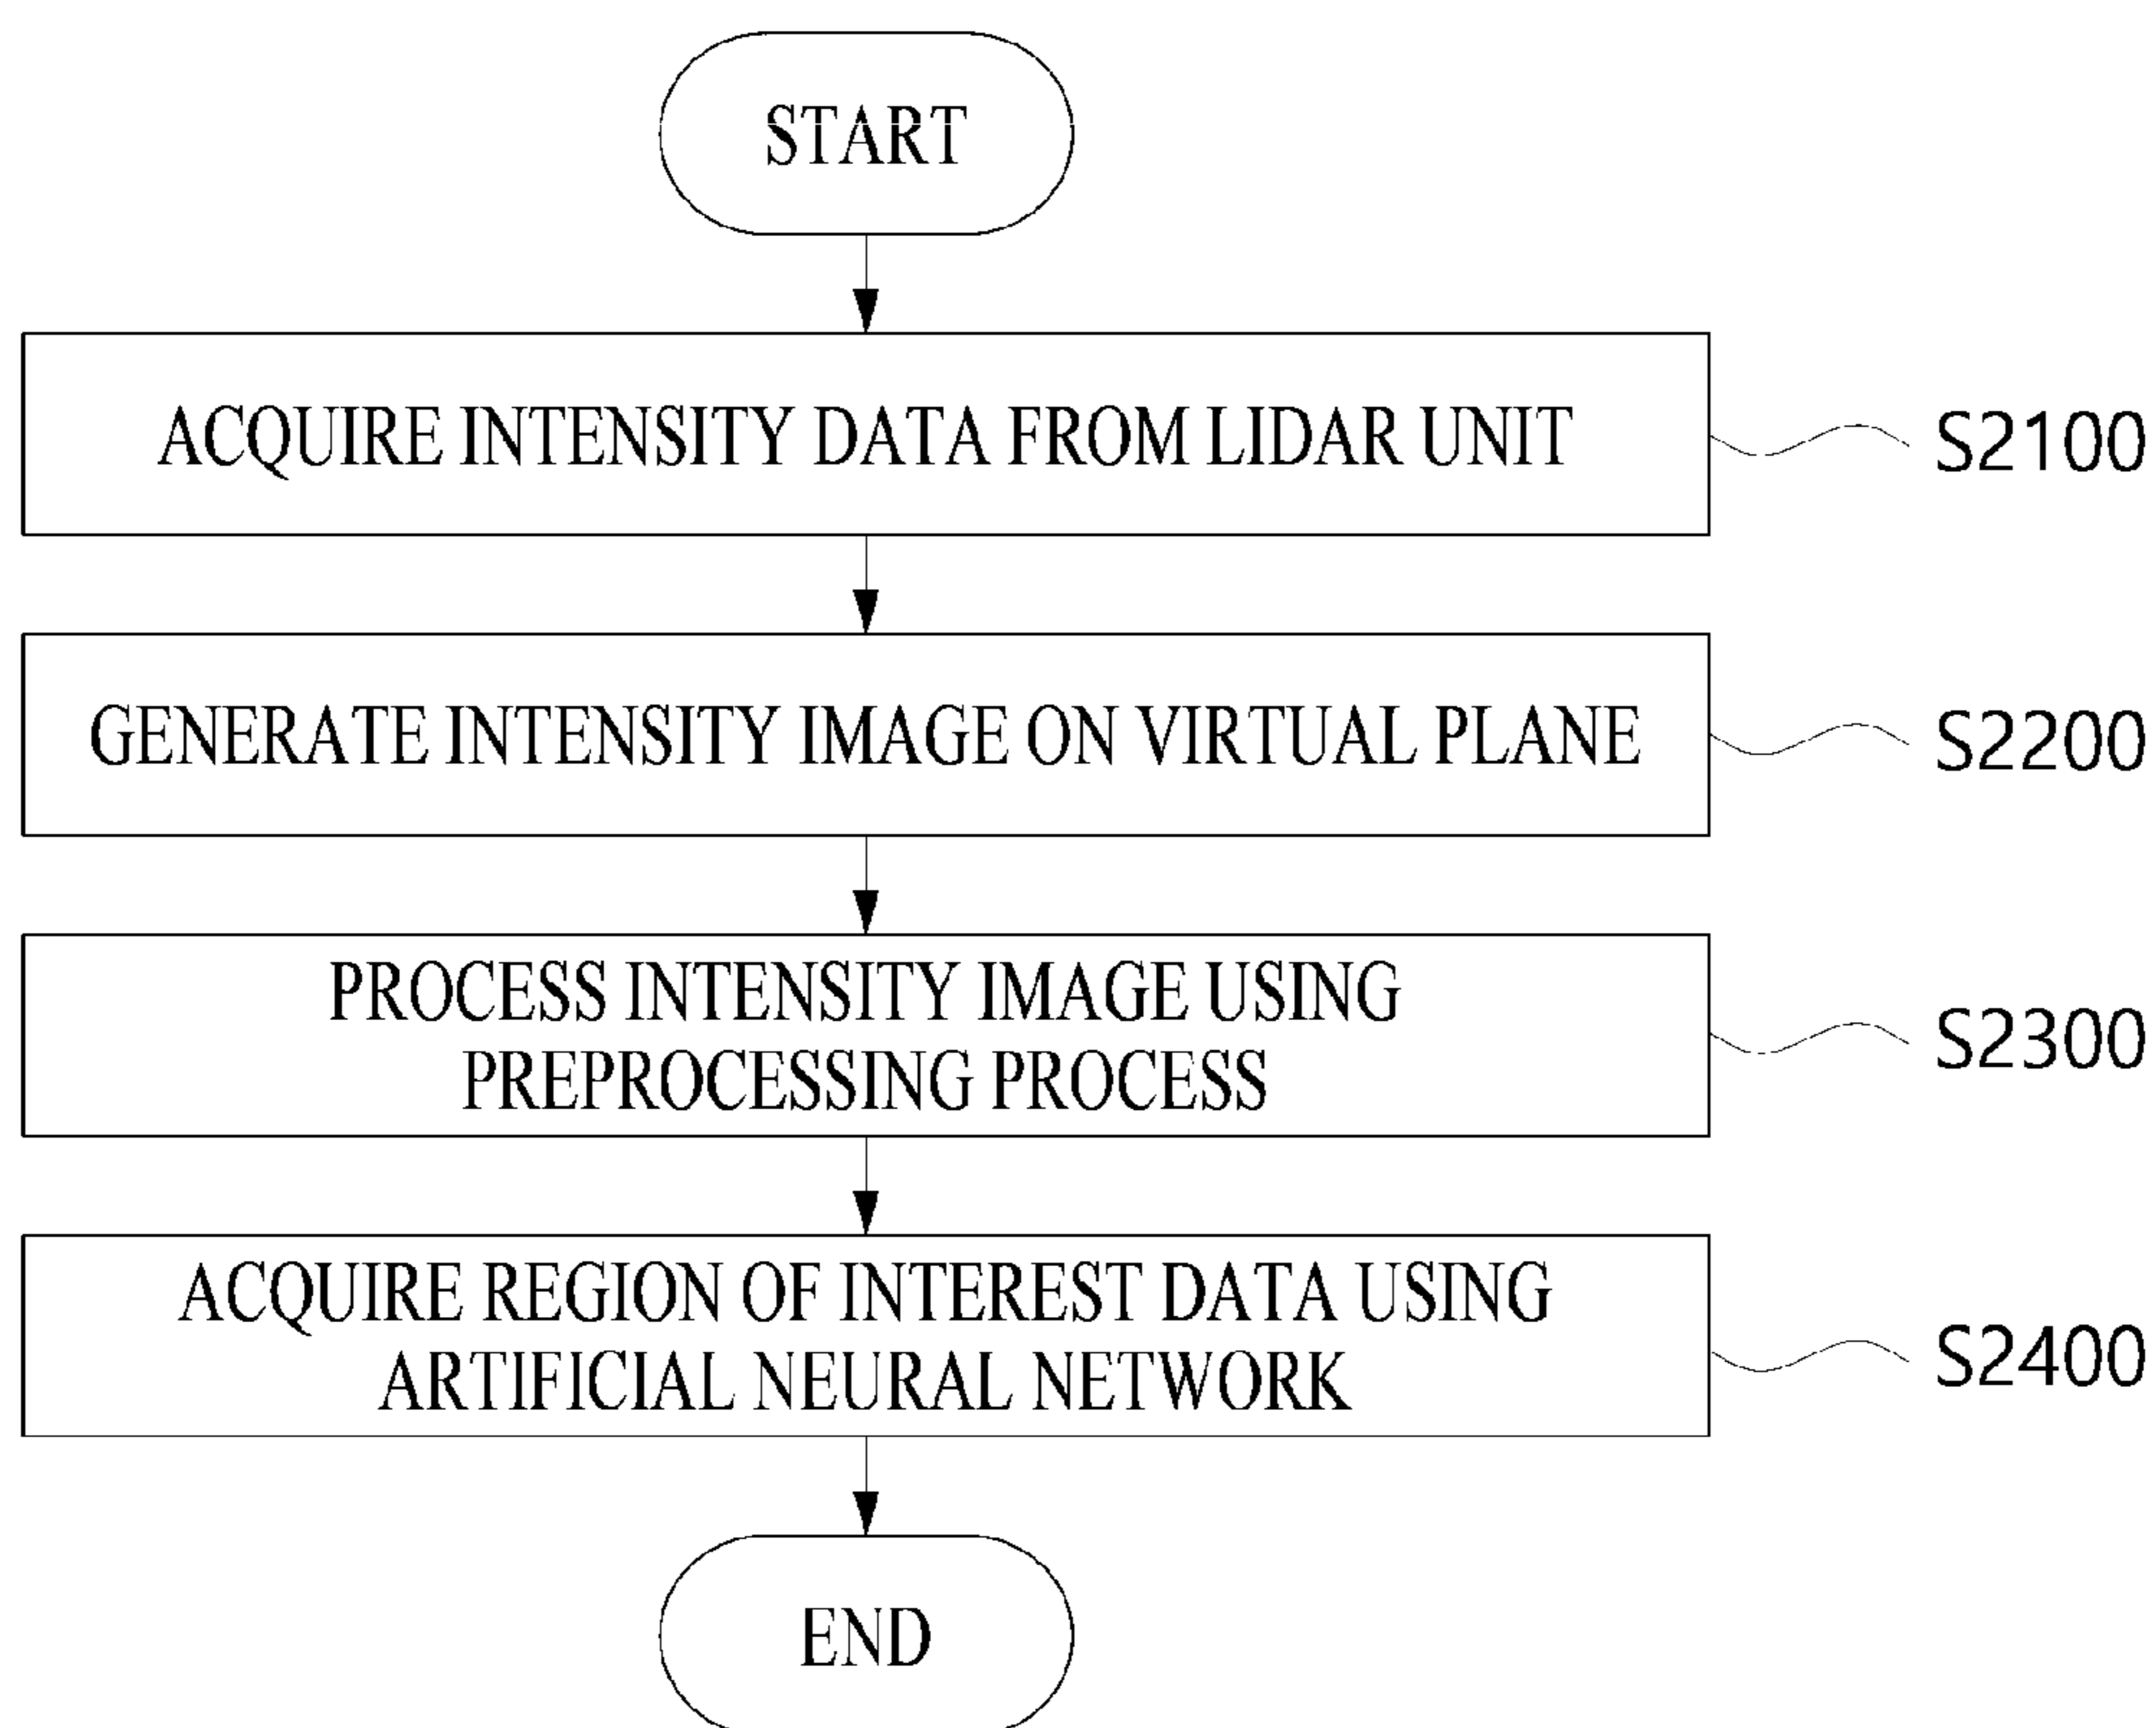 START
ACQUIRE INTENSITY DATA FROM LIDAR UNIT
S2100
GENERATE INTENSITY IMAGE ON VIRTUAL PLANE
S2200
PROCESS INTENSITY IMAGE USING
PREPROCESSING PROCESS
S2300
ACQUIRE REGION OF INTEREST DATA USING
ARTIFICIAL NEURAL NETWORK
S2400
END